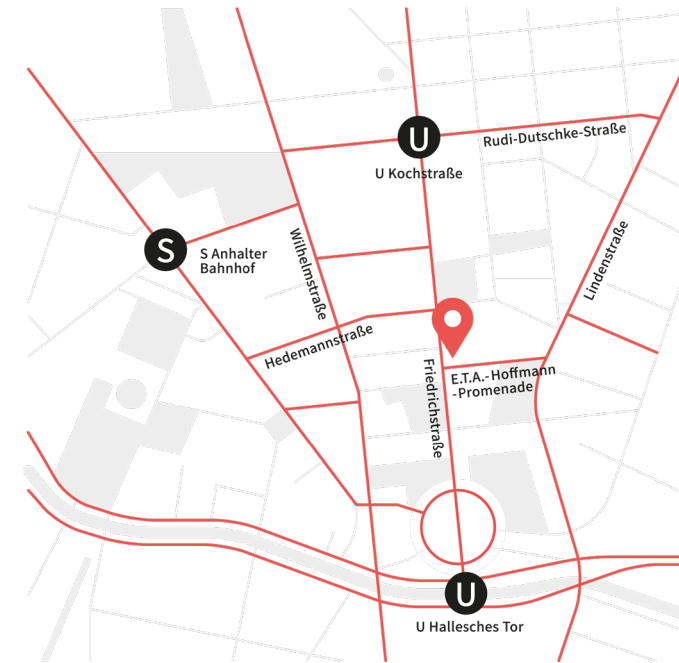 U
Rudi-Dutschke-Straße
U Kochstraße
S
S Anhalter
Bahnhof
Wilhelmstraße
Lindenstraße
Hedemannstraße
Friedrichstraße
E.T.A.-Hoffmann
-Promenade
U
U Hallesches Tor